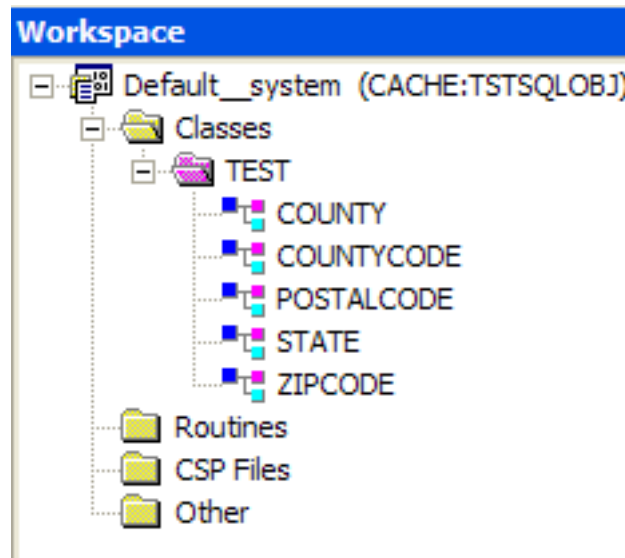 Workspace
Default__system (CACHE:TSTSQLOBJ)
Classes
TEST
COUNTY
COUNTYCODE
POSTALCODE
STATE
ZIPCODE
Routines
CSP Files
Other